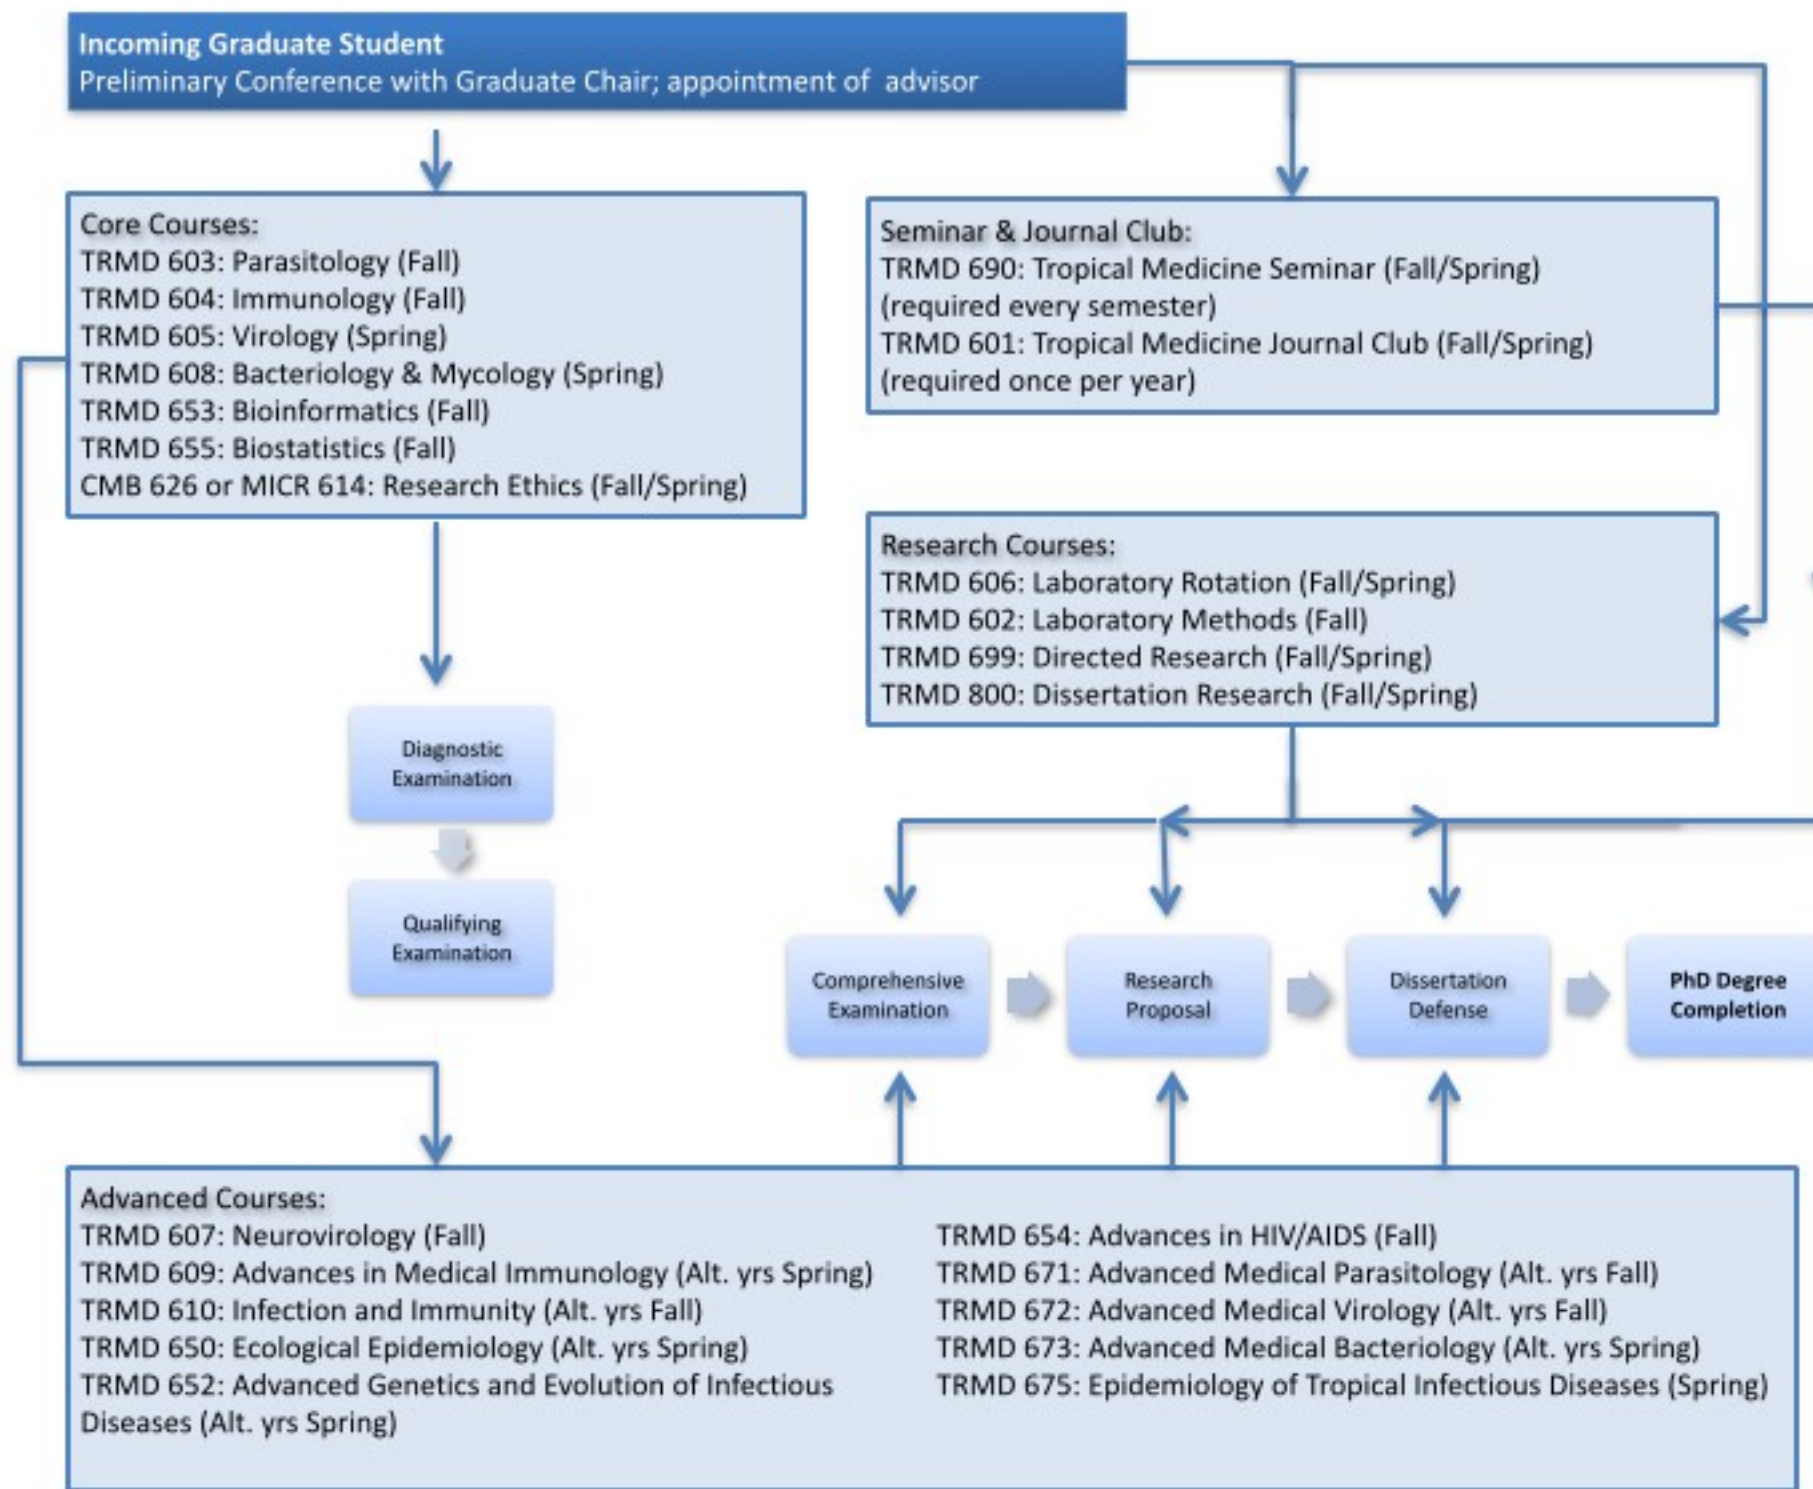 Incoming Graduate Student
Preliminary Conference with Graduate Chair; appointment of advisor
Core Courses:
TRMD 603: Parasitology (Fall)
TRMD 604: Immunology (Fall)
TRMD 605: Virology (Spring)
TRMD 608: Bacteriology & Mycology (Spring)
TRMD 653: Bioinformatics (Fall)
TRMD 655: Biostatistics (Fall)
CMB 626 or MICR 614: Research Ethics (Fall/Spring)
Seminar & Journal Club:
TRMD 690: Tropical Medicine Seminar (Fall/Spring)
(required every semester)
TRMD 601: Tropical Medicine Journal Club (Fall/Spring)
(required once per year)
Research Courses:
TRMD 606: Laboratory Rotation (Fall/Spring)
TRMD 602: Laboratory Methods (Fall)
TRMD 699: Directed Research (Fall/Spring)
TRMD 800: Dissertation Research (Fall/Spring)
Diagnostic
Examination
Qualifying
Examination
Comprehensive
Examination
Research
Proposal
Dissertation
Defense
PhD Degree
Completion
Advanced Courses:
TRMD 607: Neurovirology (Fall)
TRMD 609: Advances in Medical Immunology (Alt. yrs Spring)
TRMD 610: Infection and Immunity (Alt. yrs Fall)
TRMD 650: Ecological Epidemiology (Alt. yrs Spring)
TRMD 652: Advanced Genetics and Evolution of Infectious
Diseases (Alt. yrs Spring)
TRMD 654: Advances in HIV/AIDS (Fall)
TRMD 671: Advanced Medical Parasitology (Alt. yrs Fall)
TRMD 672: Advanced Medical Virology (Alt. yrs Fall)
TRMD 673: Advanced Medical Bacteriology (Alt. yrs Spring)
TRMD 675: Epidemiology of Tropical Infectious Diseases (Spring)